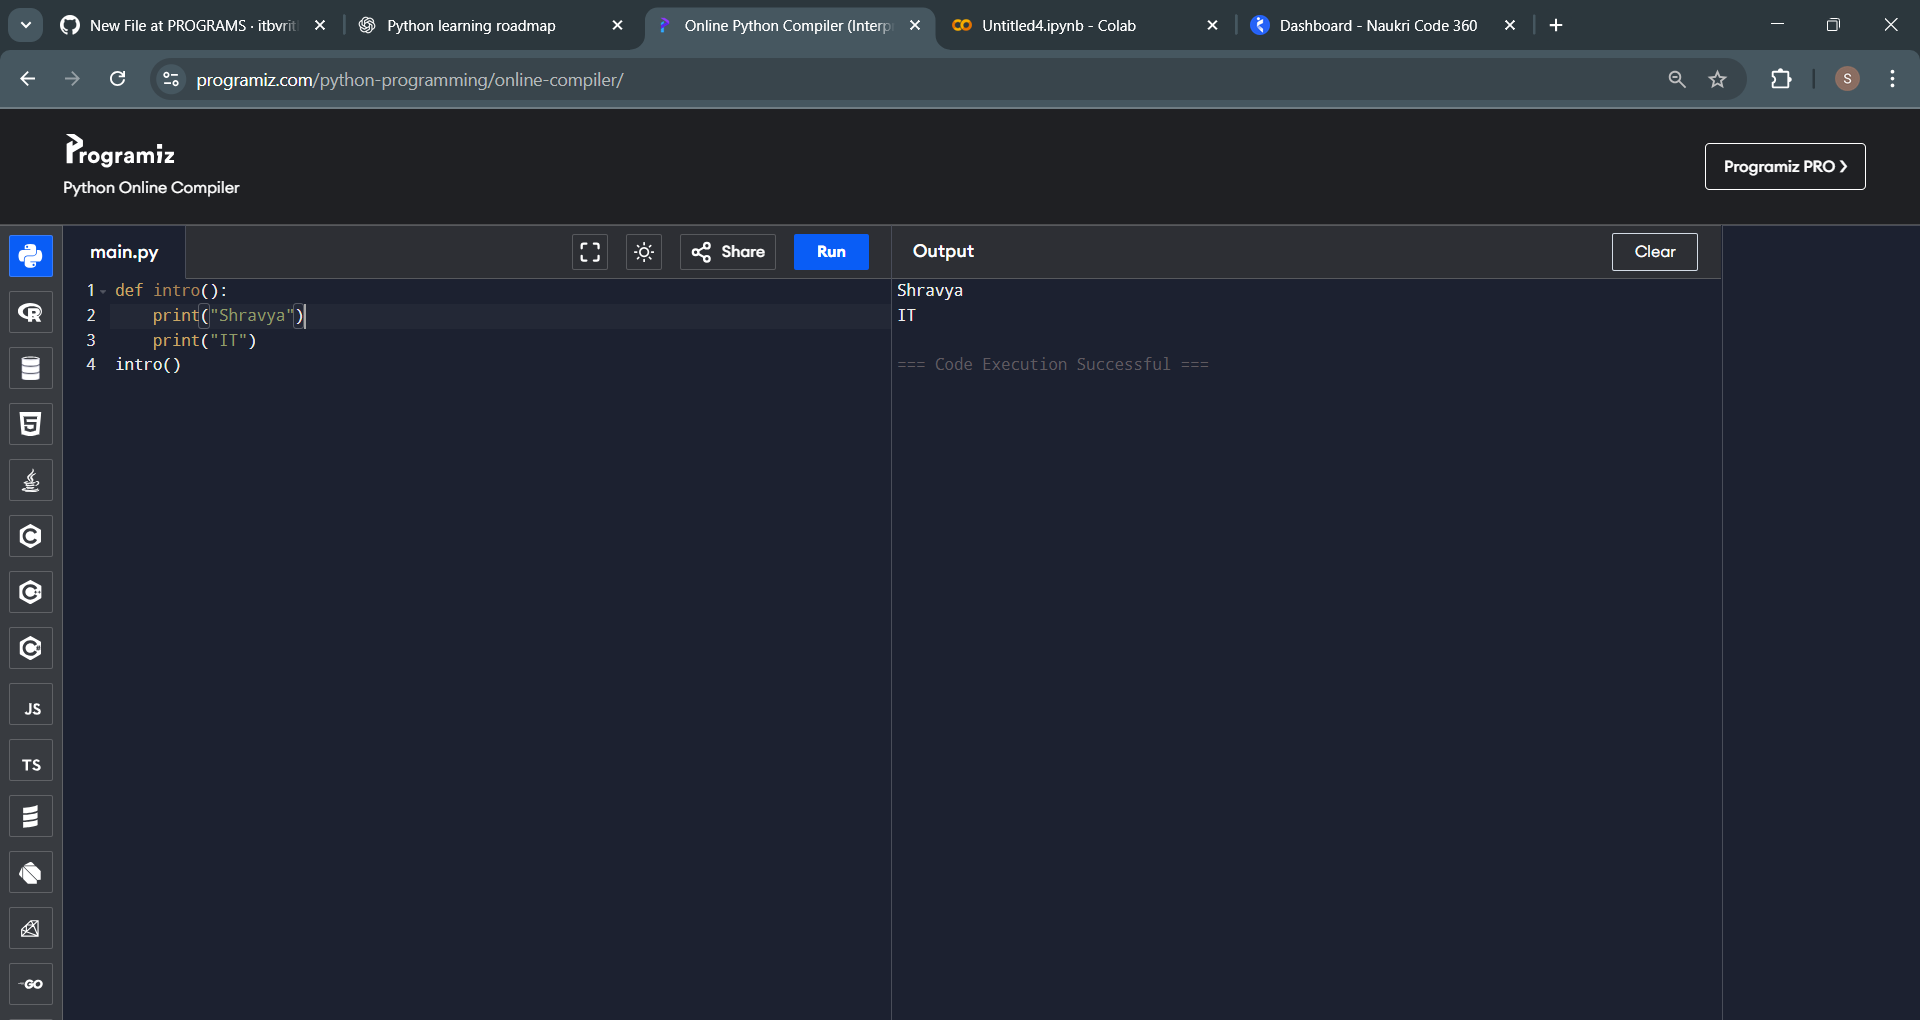 New File at PROGRAMS · itbvrit
Python learning roadmap
Online Python Compiler (Interp
Untitled4.ipynb - Colab
Dashboard - Naukri Code 360
programiz.com/python-programming/online-compiler/
S
Programiz
Python Online Compiler
Programiz PRO ❯
main.py
Share
Run
Output
Clear
1 def intro():
2     print("Shravya")
3     print("IT")
4 intro()
Shravya
IT
=== Code Execution Successful ===
R
5
C
C
C
JS
TS
GO